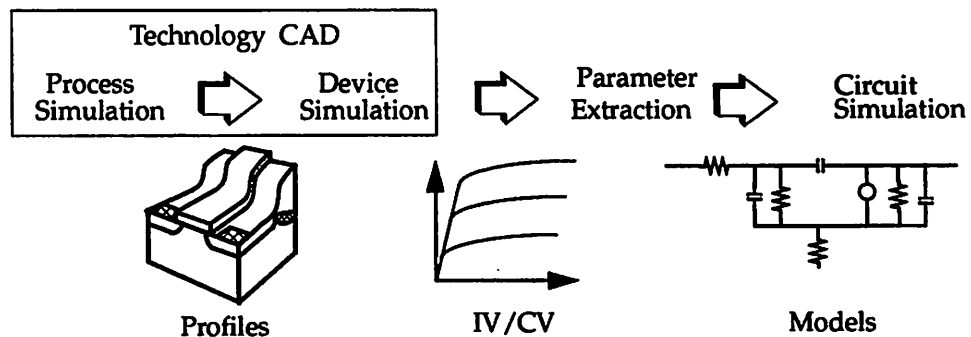 Technology CAD
Process Simulation
Device Simulation
Parameter Extraction
Circuit Simulation
Profiles
IV/CV
Models